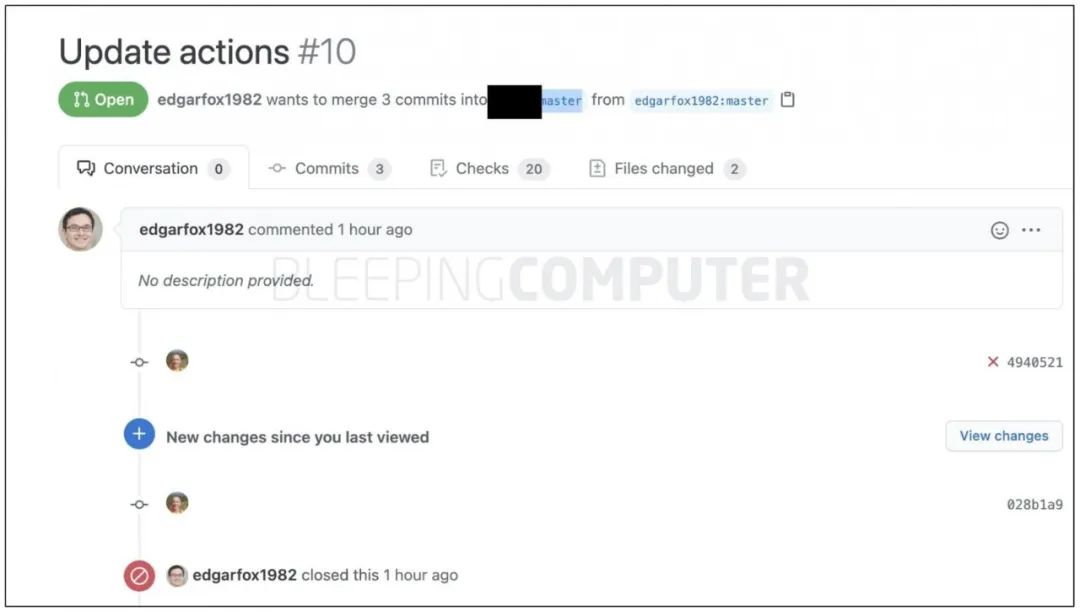 Update actions #10
Open edgarfox1982 wants to merge 3 commits into master from edgarfox1982:master
Conversation 0 Commits 3 Checks 20 Files changed 2
edgarfox1982 commented 1 hour ago
No description provided.
BLEEPINGCOMPUTER
4940521
New changes since you last viewed View changes
028b1a9
edgarfox1982 closed this 1 hour ago